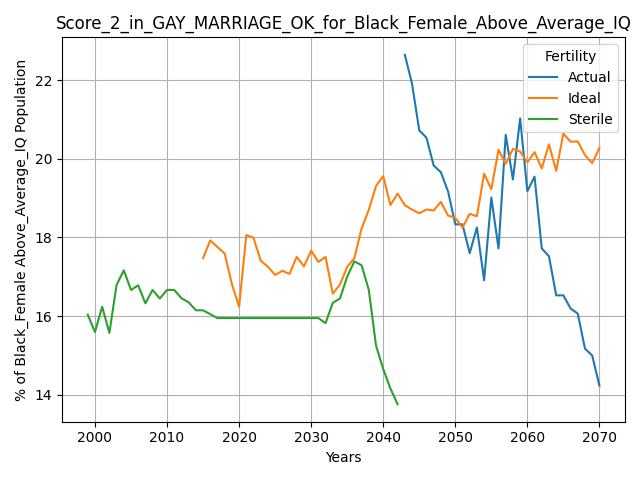 Score_2_in_GAY_MARRIAGE_OK_for_Black_Female_Above_Average_IQ
Fertility
Actual
Ideal
Sterile
% of Black_Female Above_Average_IQ Population
22
20
18
16
14
2000 2010 2020 2030 2040 2050 2060 2070
Years